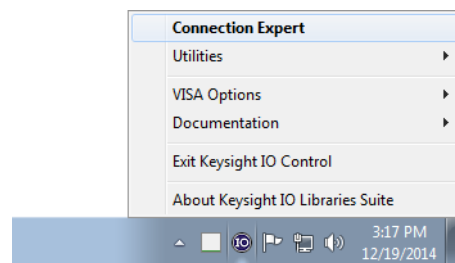 Connection Expert
Utilities
VISA Options
Documentation
Exit Keysight IO Control
About Keysight IO Libraries Suite
IO
3:17 PM
12/19/2014